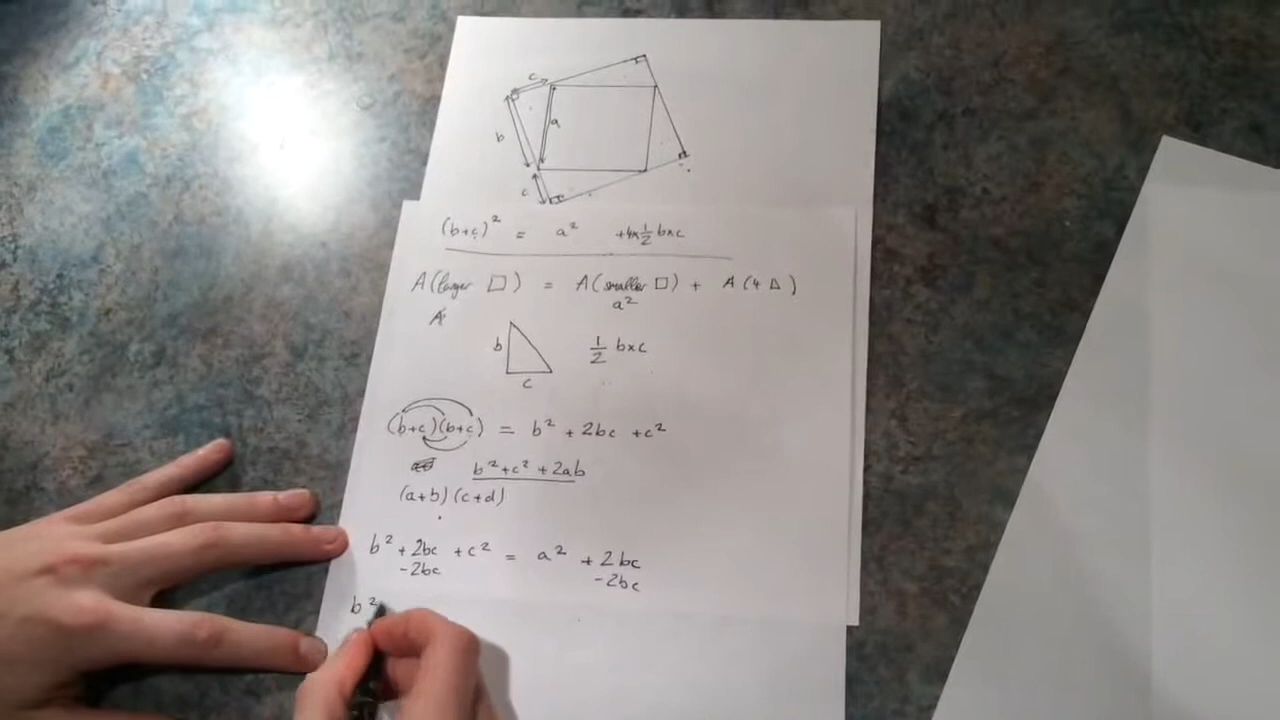 c
a
b
c
(b+c)² = a² +4×½b×c
A(larger □) = A(smaller □) + A(4 △)
a²
A
b ½ b×c
c
(b+c)(b+c) = b² + 2bc + c²
b² + c² + 2ab
(a+b)(c+d)
b² + 2bc + c² = a² + 2bc
-2bc -2bc
b²